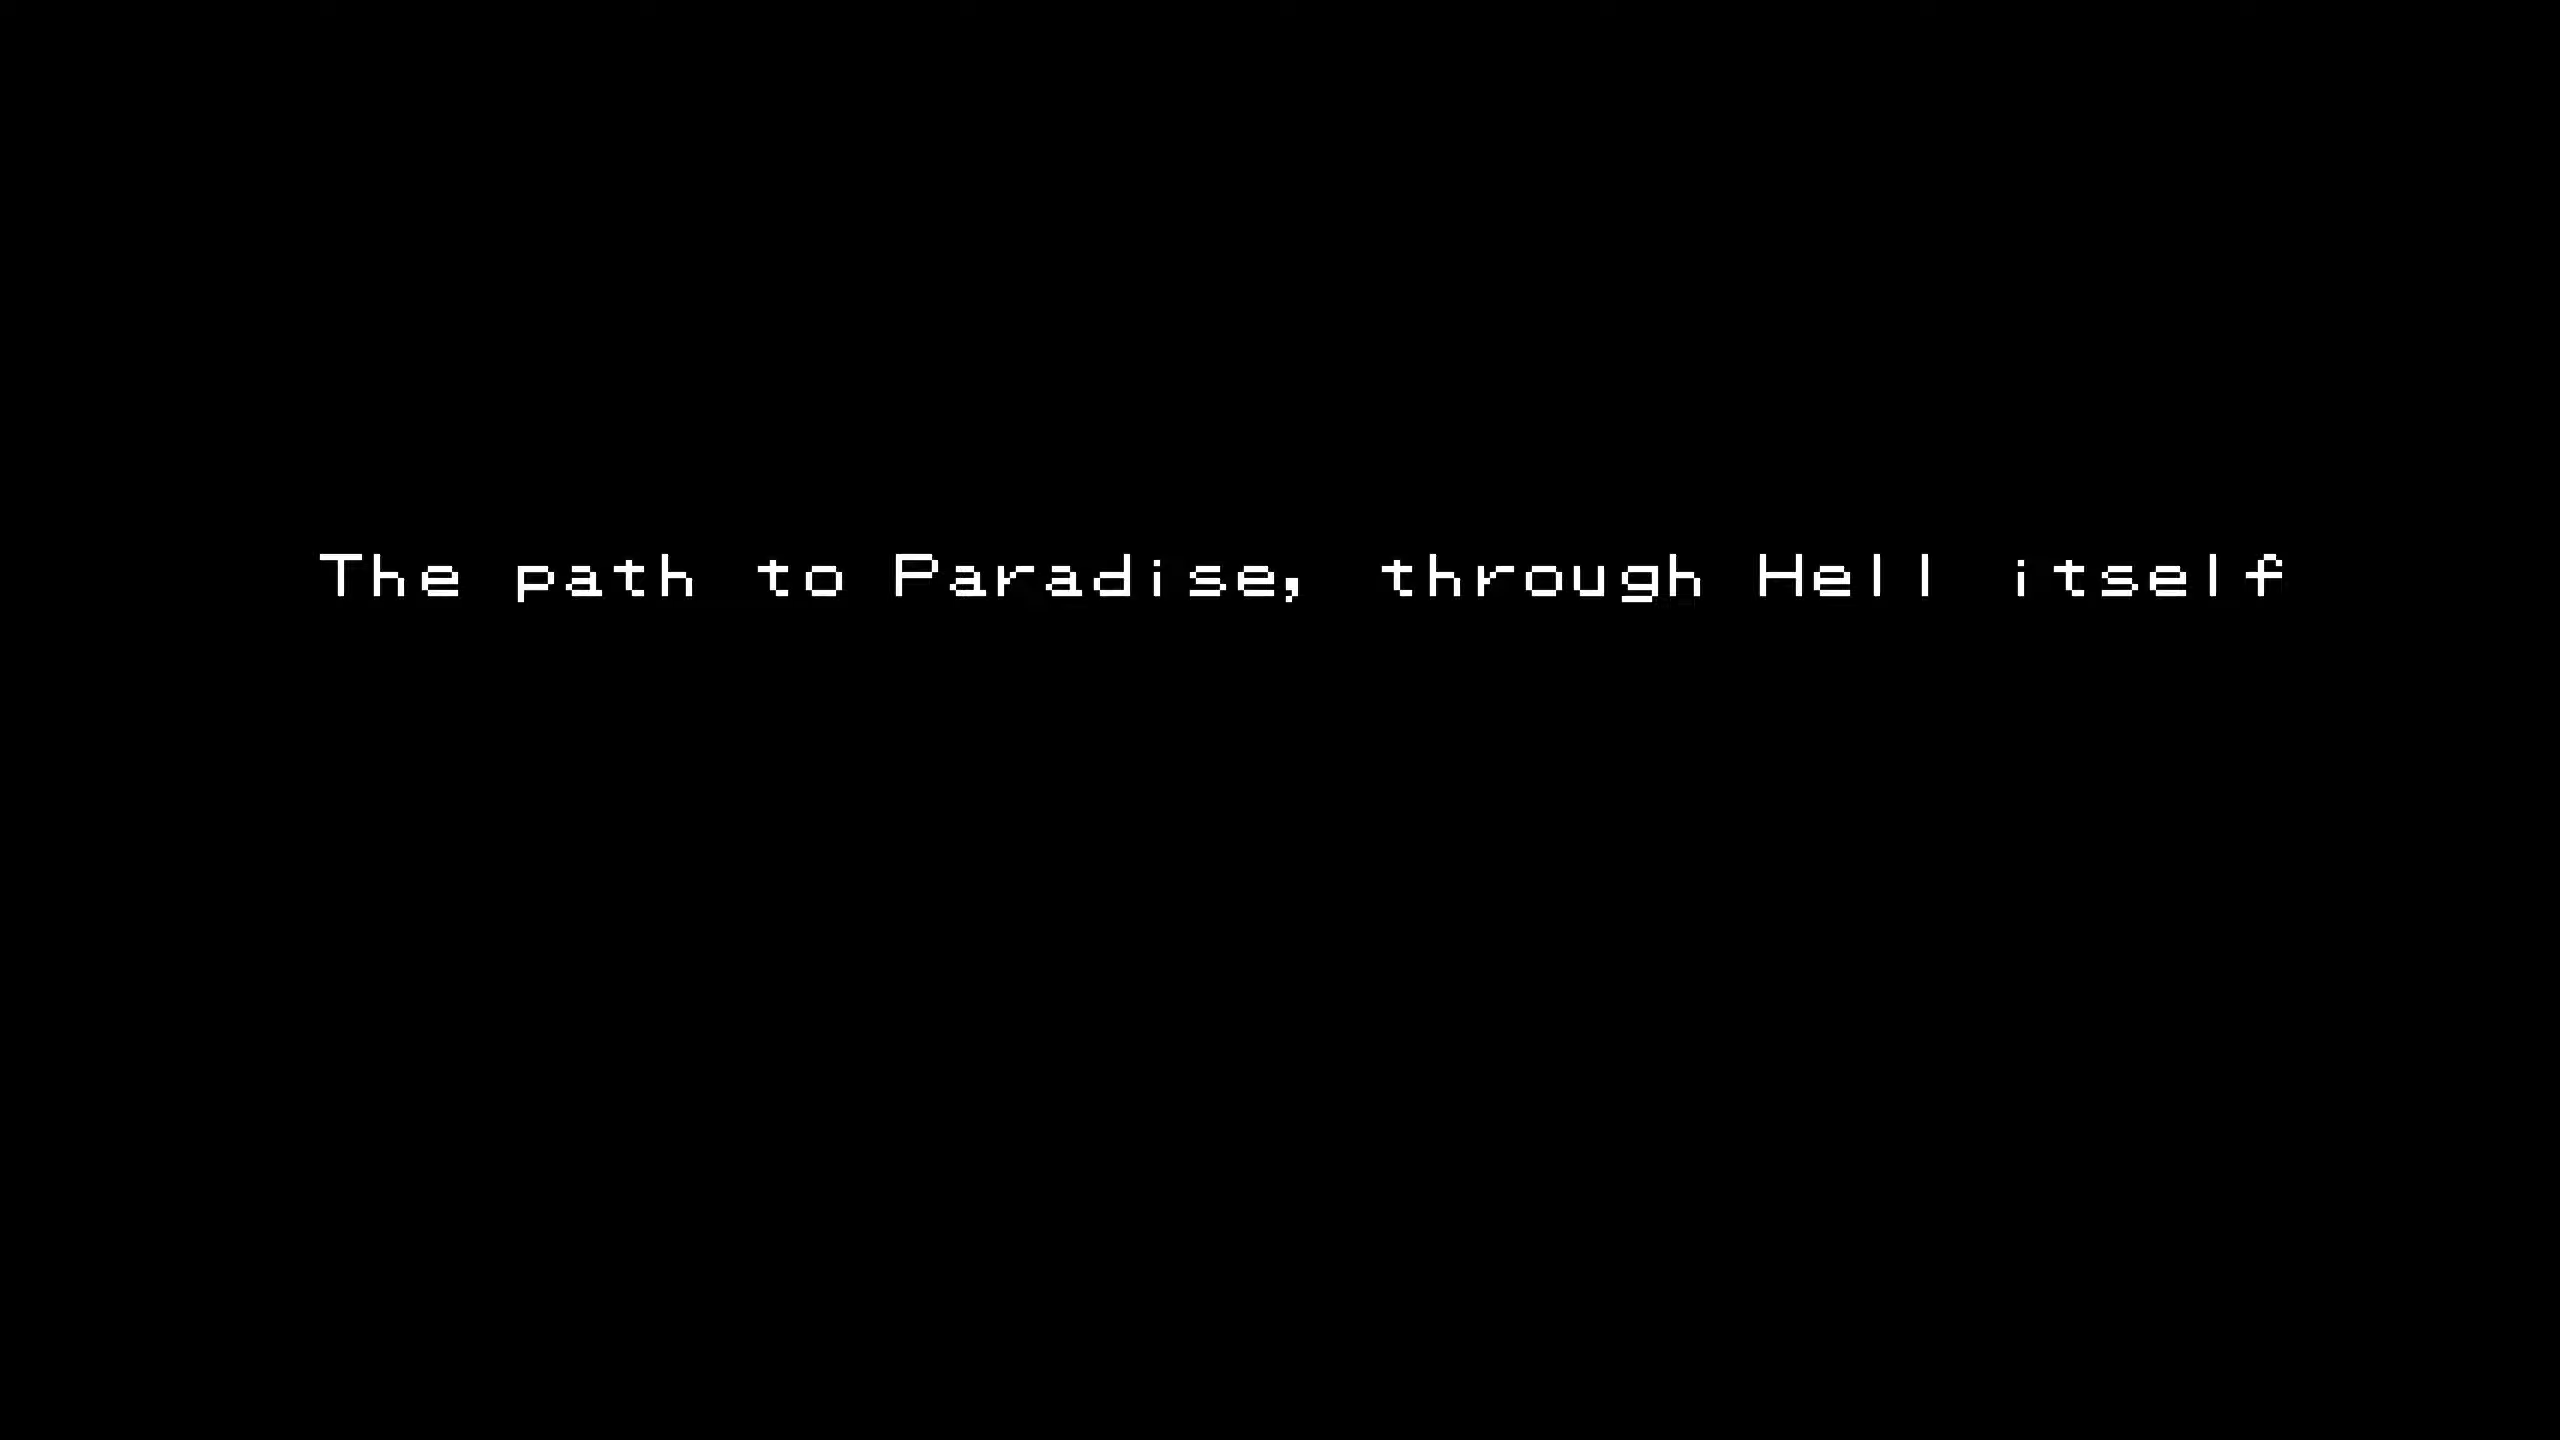 The path to Paradise, through Hell itself